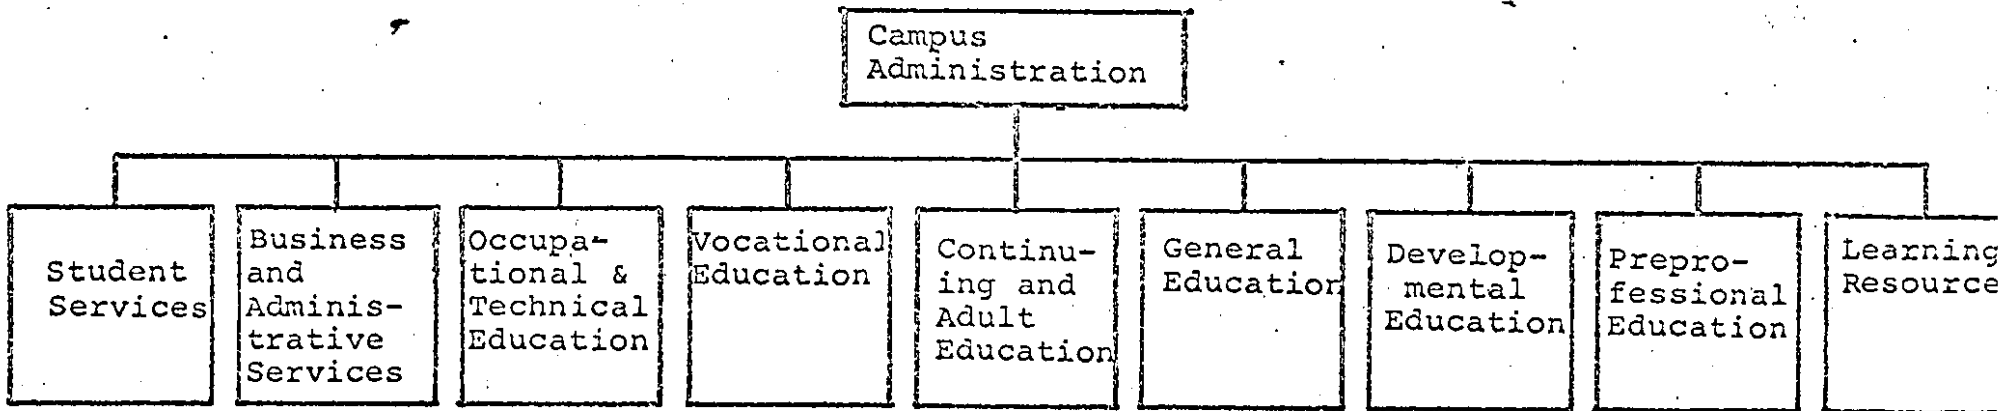 Campus
Administration
Student
Services
Business
and
Adminis-
trative
Services
Occupa-
tional &
Technical
Education
Vocational
Education
Continu-
ing and
Adult
Education
General
Education
Develop-
mental
Education
Prepro-
fessional
Education
Learning
Resource